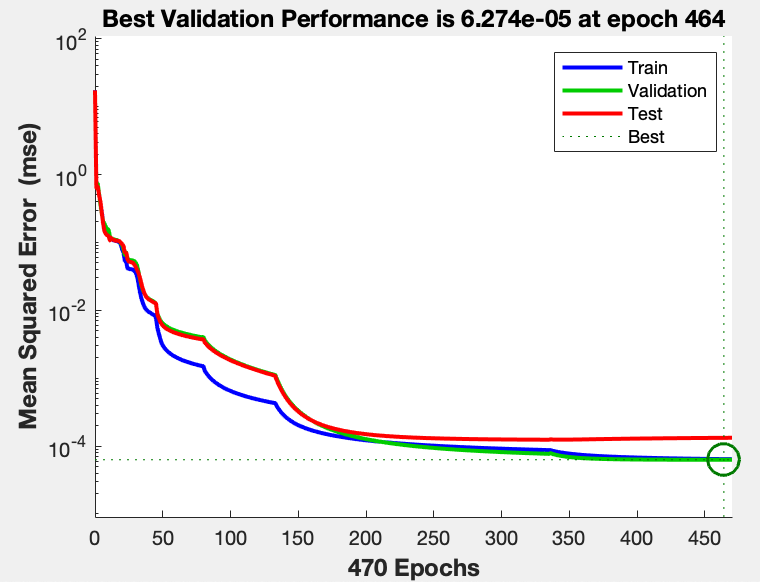 Best Validation Performance is 6.274e-05 at epoch 464
10^2
10^0
10^-2
10^-4
Mean Squared Error (mse)
Train
Validation
Test
Best
0 50 100 150 200 250 300 350 400 450
470 Epochs